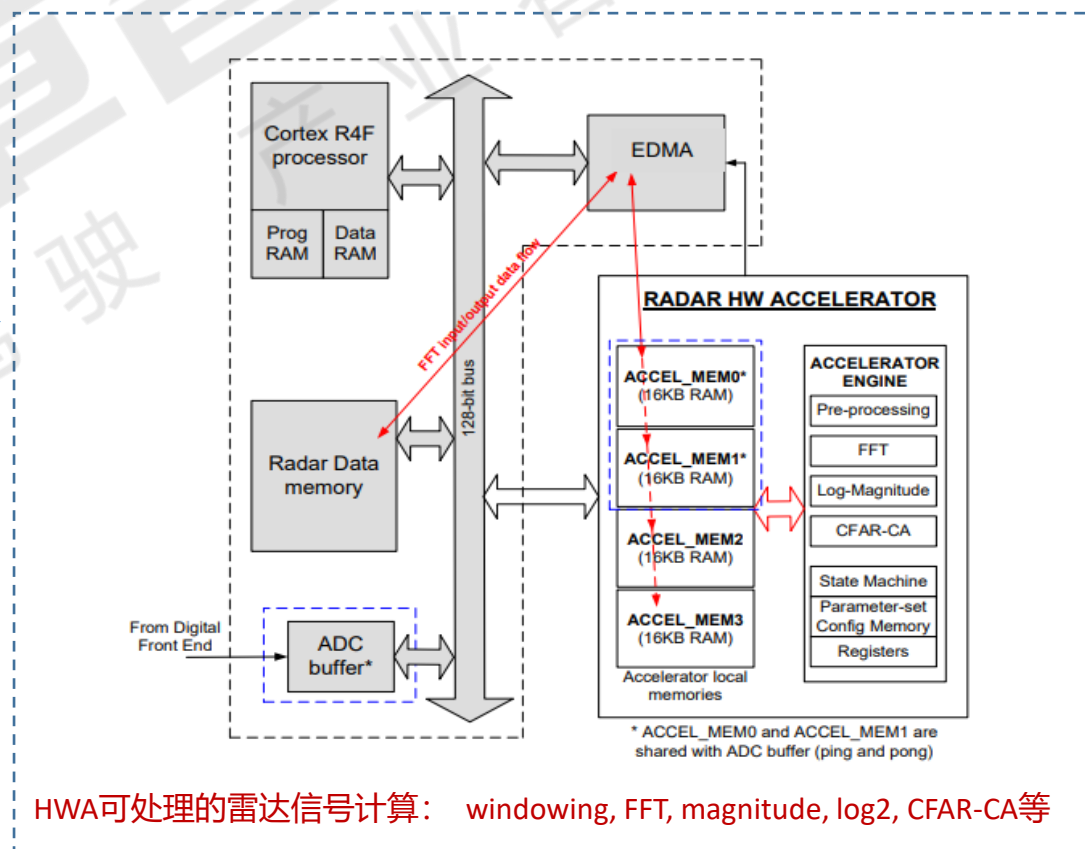 产业
驶
Cortex R4F
processor
Prog
RAM
Data
RAM
EDMA
FFT input/output data flow
128-bit bus
Radar Data
memory
From Digital
Front End
ADC
buffer*
RADAR HW ACCELERATOR
ACCEL_MEM0*
(16KB RAM)
ACCEL_MEM1*
(16KB RAM)
ACCEL_MEM2
(16KB RAM)
ACCEL_MEM3
(16KB RAM)
Accelerator local
memories
ACCELERATOR
ENGINE
Pre-processing
FFT
Log-Magnitude
CFAR-CA
State Machine
Parameter-set
Config Memory
Registers
* ACCEL_MEM0 and ACCEL_MEM1 are
shared with ADC buffer (ping and pong)
HWA可处理的雷达信号计算： windowing, FFT, magnitude, log2, CFAR-CA等